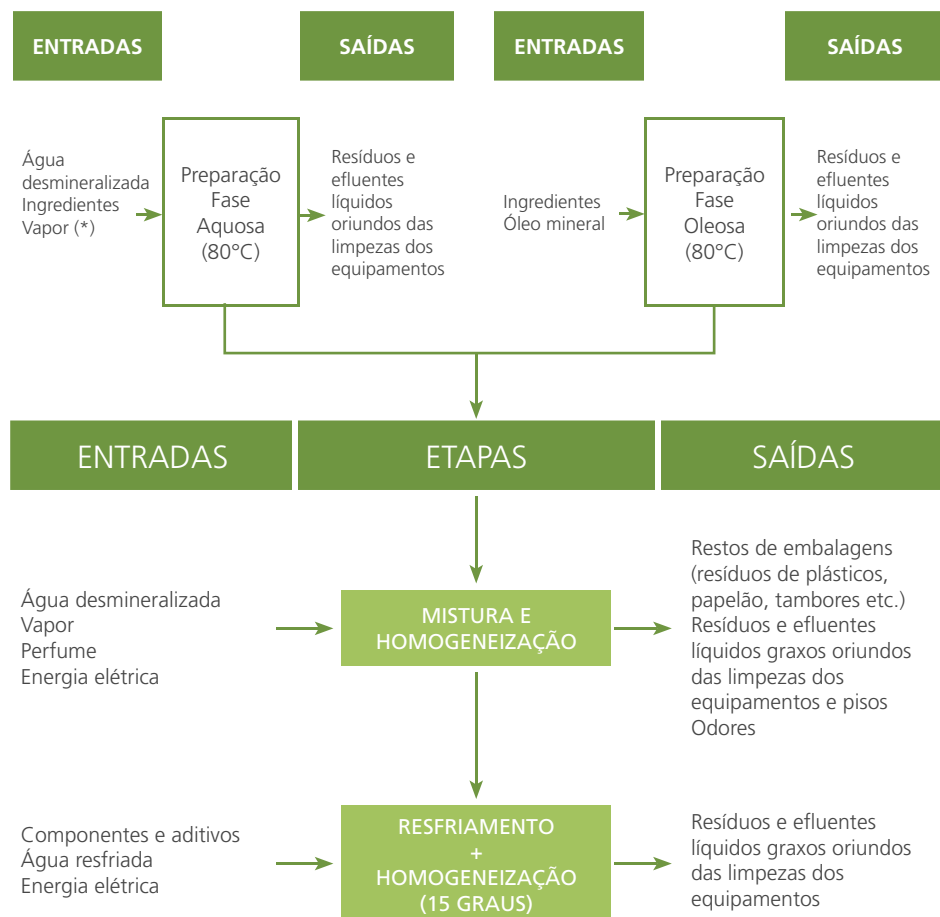 ENTRADAS
SAÍDAS
ENTRADAS
SAÍDAS
Água
desmineralizada
Ingredientes
Vapor (*)
Preparação
Fase
Aquosa
(80°C)
Resíduos e
efluentes
líquidos
oriundos das
limpezas dos
equipamentos
Ingredientes
Óleo mineral
Preparação
Fase
Oleosa
(80°C)
Resíduos e
efluentes
líquidos
oriundos das
limpezas dos
equipamentos
ENTRADAS
ETAPAS
SAÍDAS
Água desmineralizada
Vapor
Perfume
Energia elétrica
MISTURA E
HOMOGENEIZAÇÃO
Restos de embalagens
(resíduos de plásticos,
papelão, tambores etc.)
Resíduos e efluentes
líquidos graxos oriundos
das limpezas dos
equipamentos e pisos
Odores
Componentes e aditivos
Água resfriada
Energia elétrica
RESFRIAMENTO
+
HOMOGENEIZAÇÃO
(15 GRAUS)
Resíduos e efluentes
líquidos graxos oriundos
das limpezas dos
equipamentos